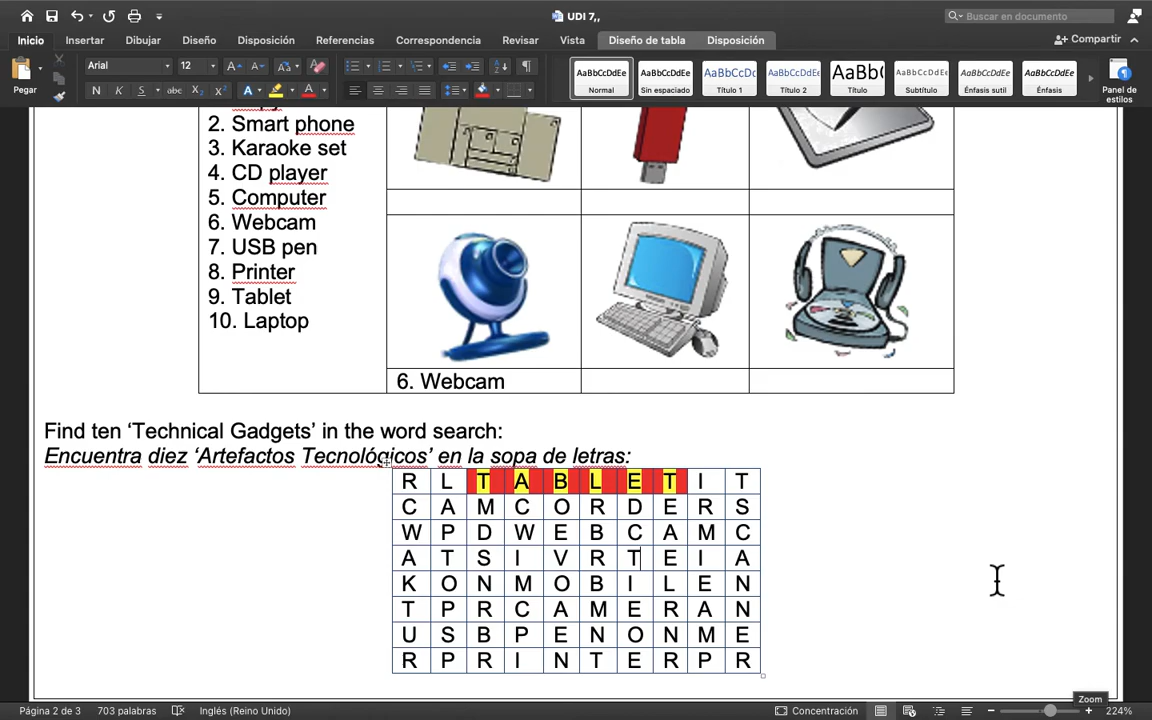 UDI 7,,
Buscar en documento
Inicio Insertar Dibujar Diseño Disposición Referencias Correspondencia Revisar Vista Diseño de tabla Disposición Compartir
Pegar Arial 12
AaBbCcDdEe AaBbCcDdEe AaBbCcDc AaBbCcDdEe AaBb( AaBbCcDdEe AaBbCcDdEe AaBbCcDdEe
Normal Sin espaciado Título 1 Título 2 Título Subtítulo Énfasis sutil Énfasis Panel de estilos
2. Smart phone
3. Karaoke set
4. CD player
5. Computer
6. Webcam
7. USB pen
8. Printer
9. Tablet
10. Laptop
6. Webcam
Find ten ‘Technical Gadgets’ in the word search:
Encuentra diez ‘Artefactos Tecnológicos’ en la sopa de letras:
R L T A B L E T I T
C A M C O R D E R S
W P D W E B C A M C
A T S I V R T E I A
K O N M O B I L E N
T P R C A M E R A N
U S B P E N O N M E
R P R I N T E R P R
Zoom
Página 2 de 3 703 palabras Inglés (Reino Unido) Concentración 224%